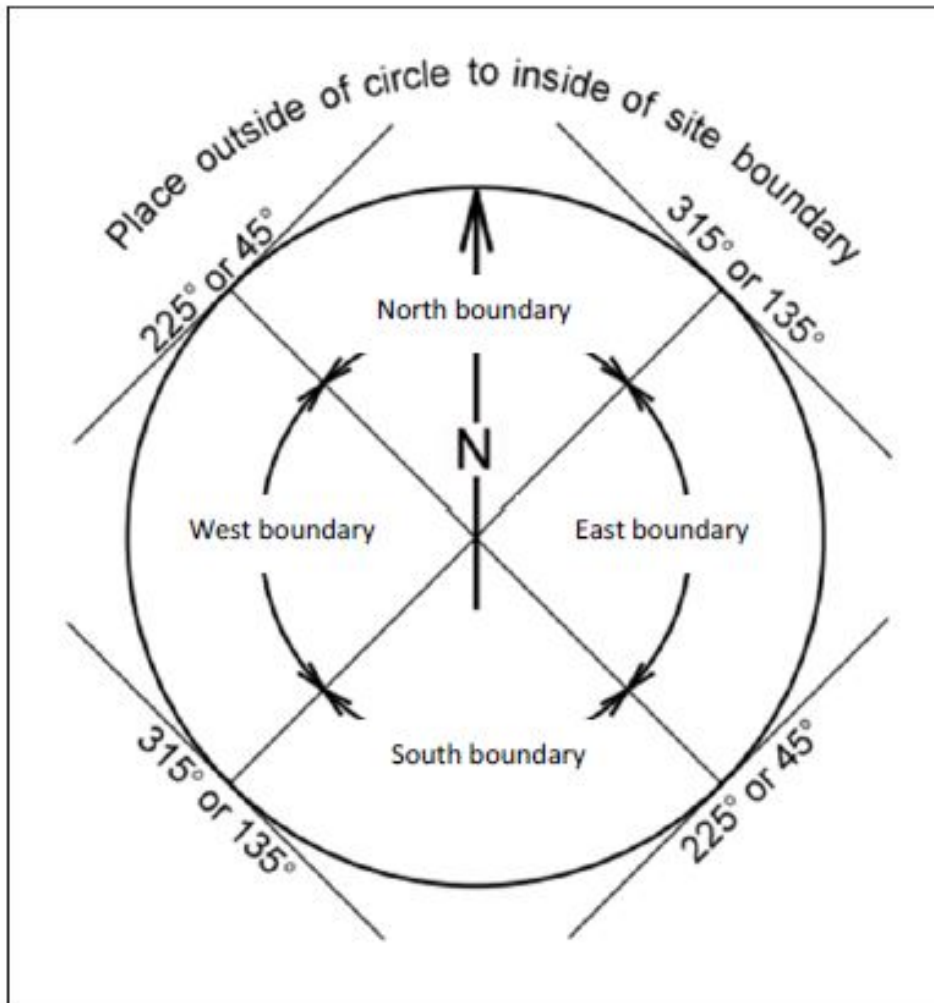 Place outside of circle to inside of site boundary
225° or 45°
315° or 135°
North boundary
N
West boundary
East boundary
South boundary
315° or 135°
225° or 45°